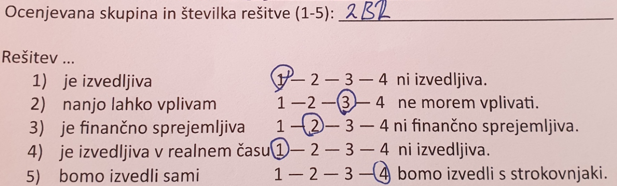 Ocenjevana skupina in številka rešitve (1-5): 2B2
Rešitev ...
1) je izvedljiva 1 – 2 – 3 – 4 ni izvedljiva.
2) nanjo lahko vplivam 1 – 2 – 3 – 4 ne morem vplivati.
3) je finančno sprejemljiva 1 – 2 – 3 – 4 ni finančno sprejemljiva.
4) je izvedljiva v realnem času 1 – 2 – 3 – 4 ni izvedljiva.
5) bomo izvedli sami 1 – 2 – 3 – 4 bomo izvedli s strokovnjaki.